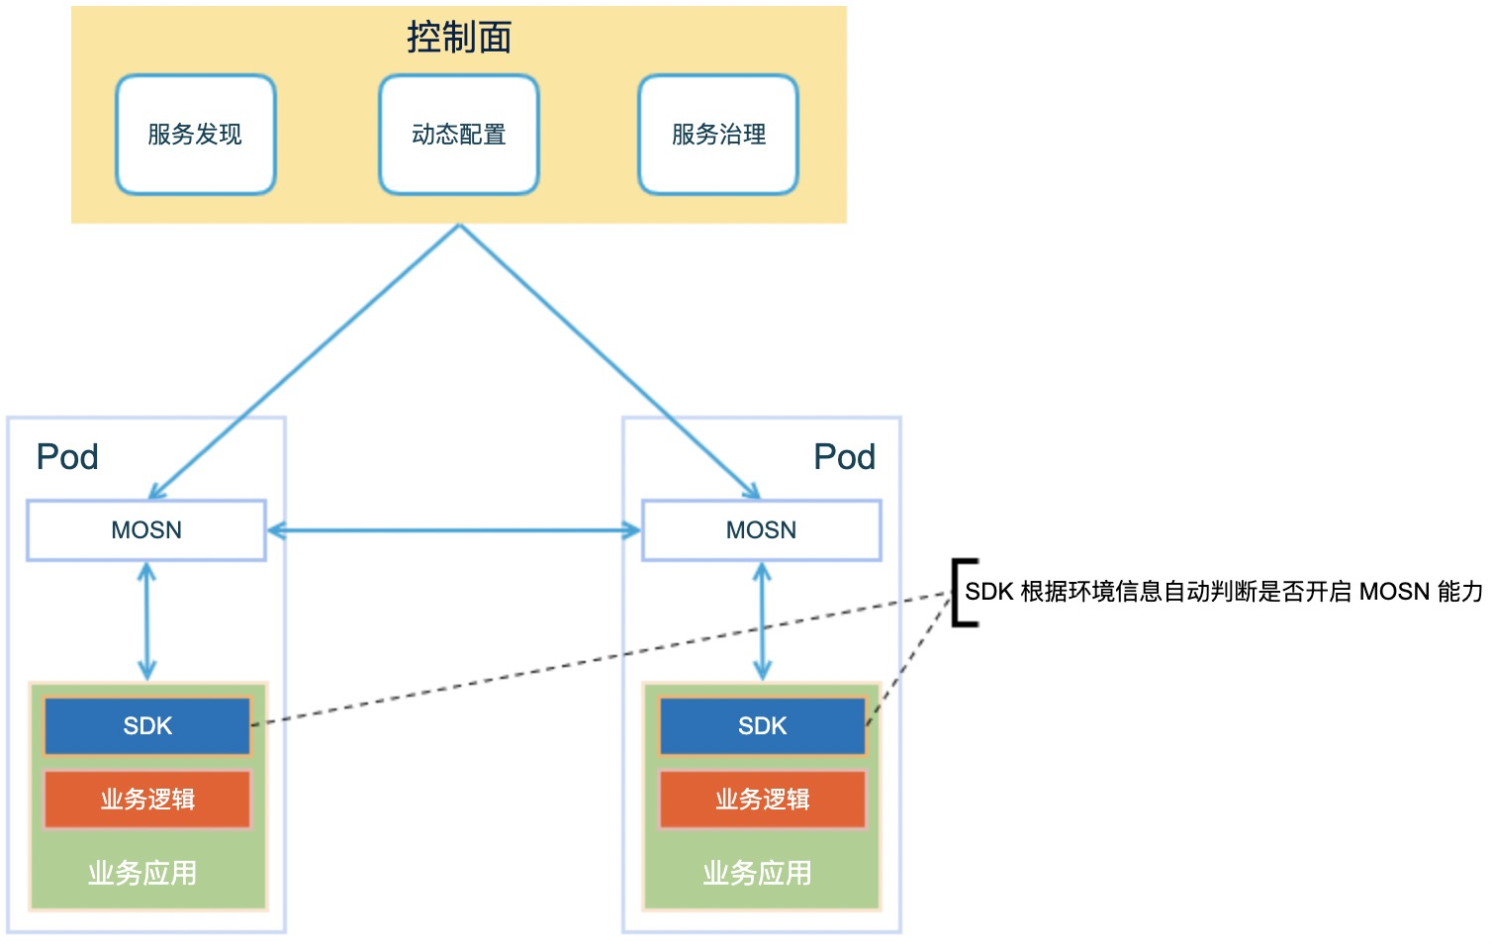 控制面
服务发现
动态配置
服务治理
Pod
Pod
MOSN
MOSN
SDK 根据环境信息自动判断是否开启 MOSN 能力
SDK
SDK
业务逻辑
业务逻辑
业务应用
业务应用